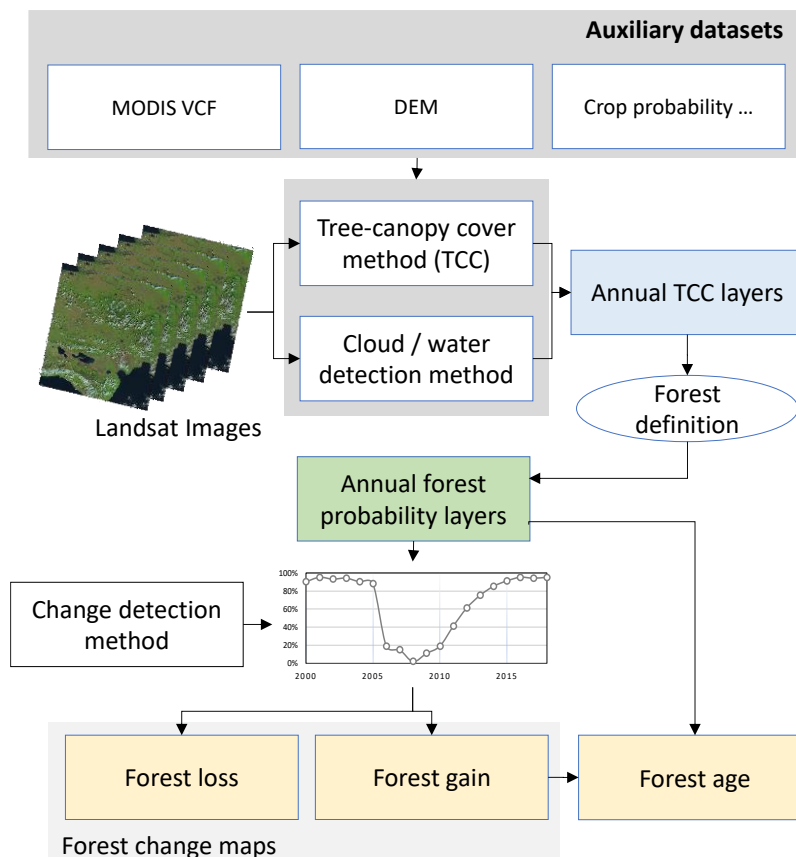 Auxiliary datasets
MODIS VCF
DEM
Crop probability ...
Tree-canopy cover
method (TCC)
Cloud / water
detection method
Landsat Images
Annual TCC layers
Forest
definition
Annual forest
probability layers
Change detection
method
100%
80%
60%
40%
20%
0%
2000
2005
2010
2015
Forest loss
Forest gain
Forest age
Forest change maps